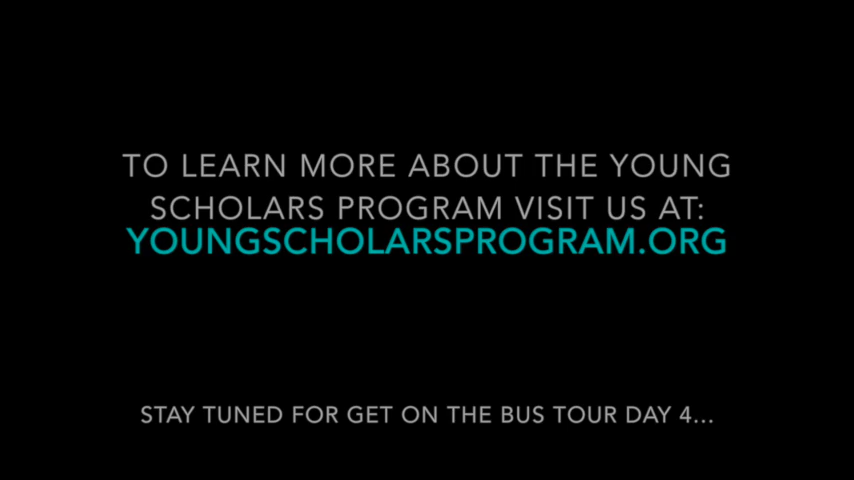 TO LEARN MORE ABOUT THE YOUNG
SCHOLARS PROGRAM VISIT US AT:
YOUNGSCHOLARSPROGRAM.ORG
STAY TUNED FOR GET ON THE BUS TOUR DAY 4...